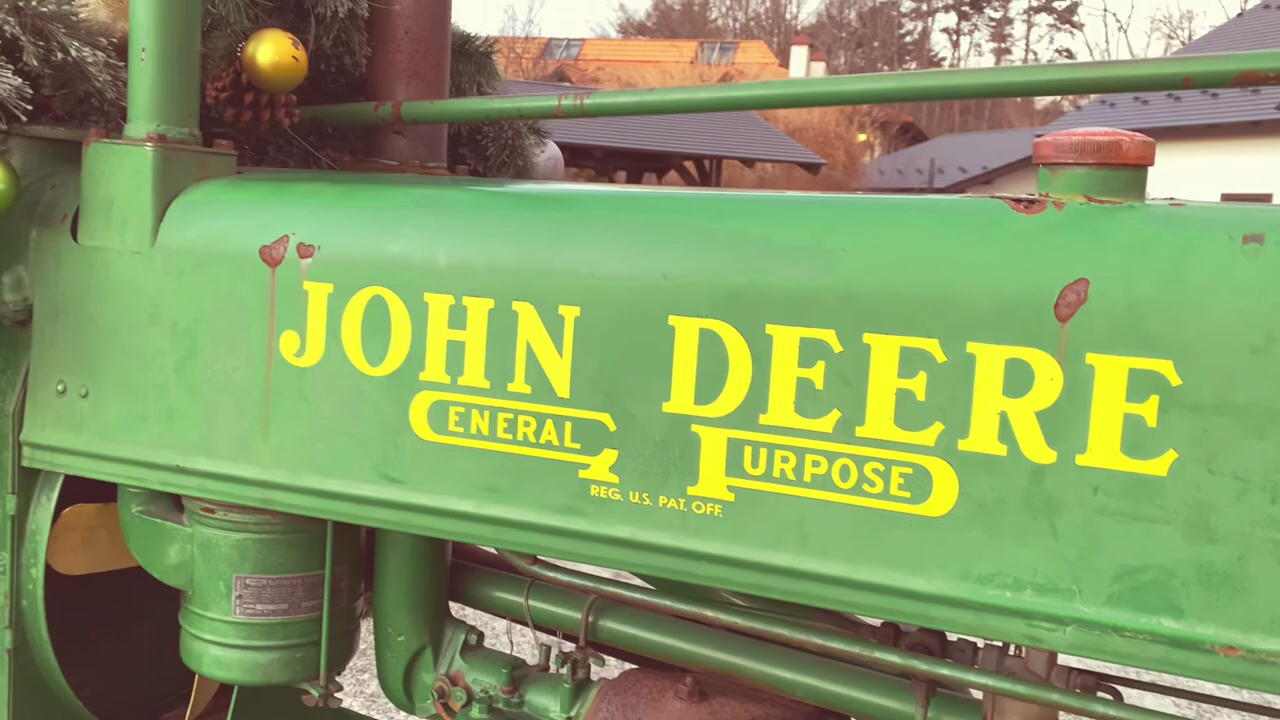 JOHN DEERE
GENERAL PURPOSE
REG. U.S. PAT. OFF.